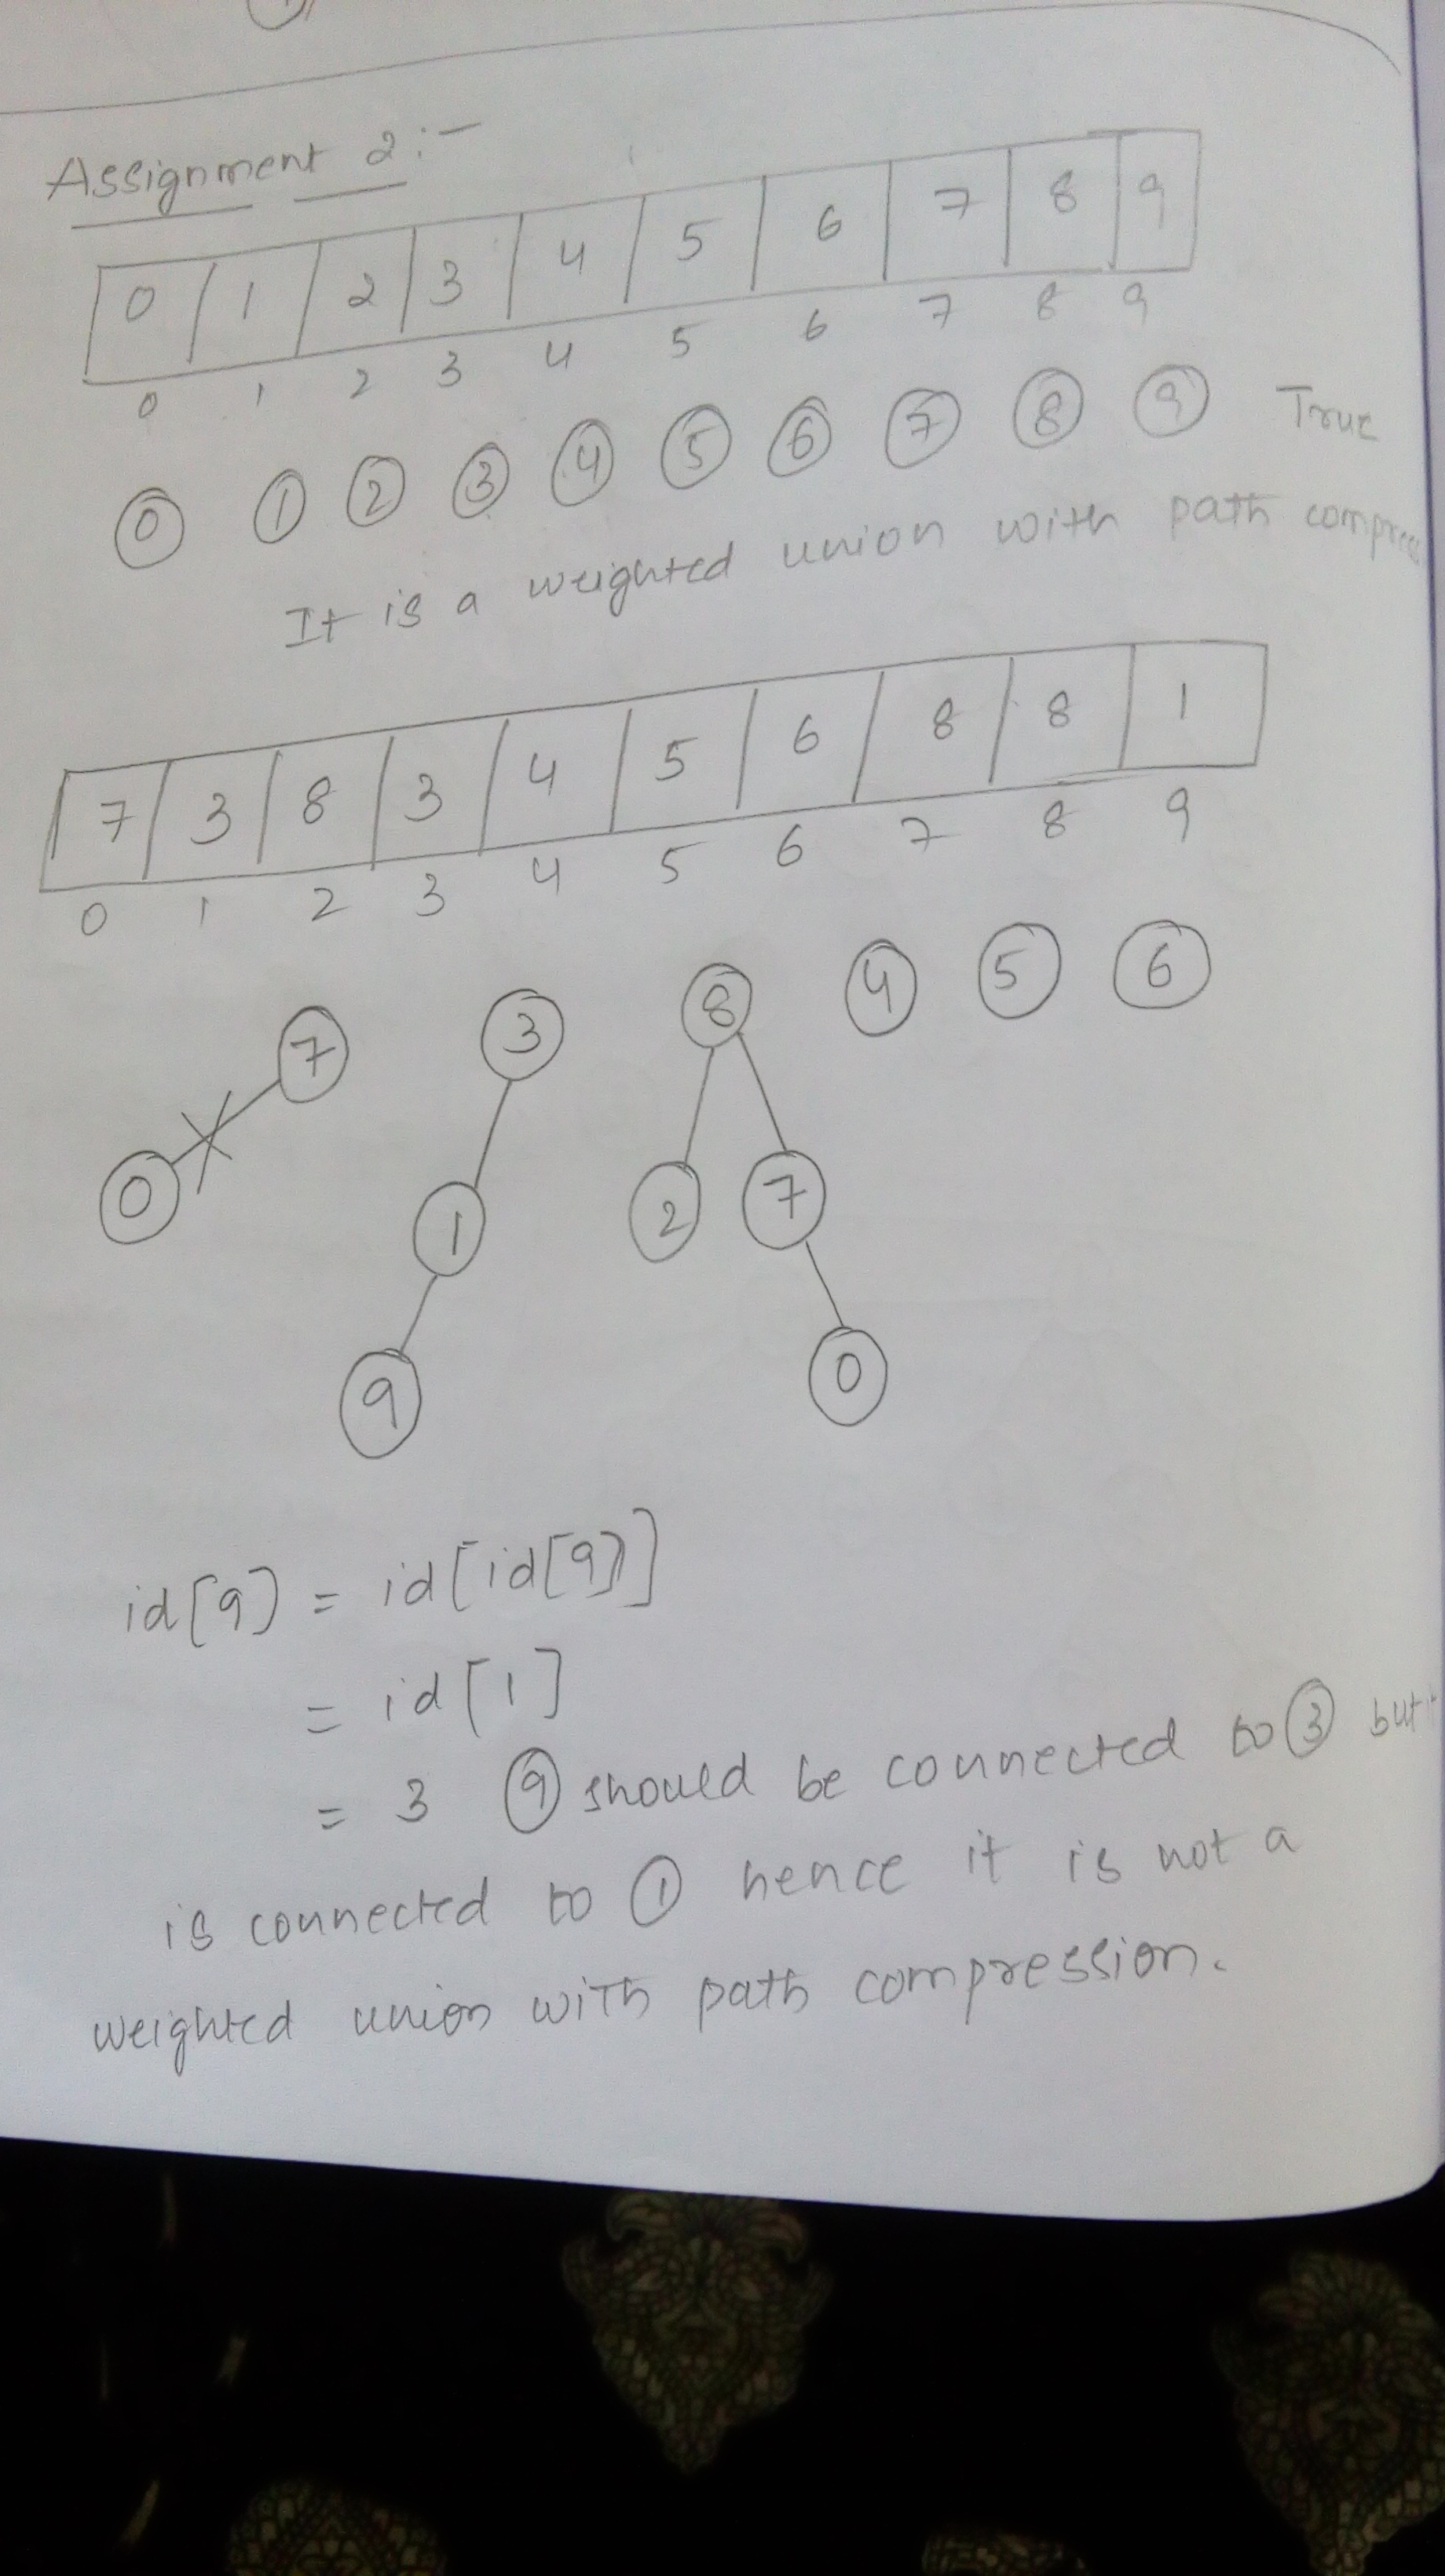 Assignment 2:-
0 1 2 3 4 5 6 7 8 9
0 1 2 3 4 5 6 7 8 9
0 1 2 3 4 5 6 7 8 9 True
It is a weighted union with path
7 3 8 3 4 5 6 8 8 1
0 1 2 3 4 5 6 7 8 9
7 3 8 4 5 6
0 1 2 7
9 0
id[9] = id[id[9]]
= id[1]
= 3 9 should be connected to 3 but
is connected to 1 hence it is not a
weighted union with path compression.